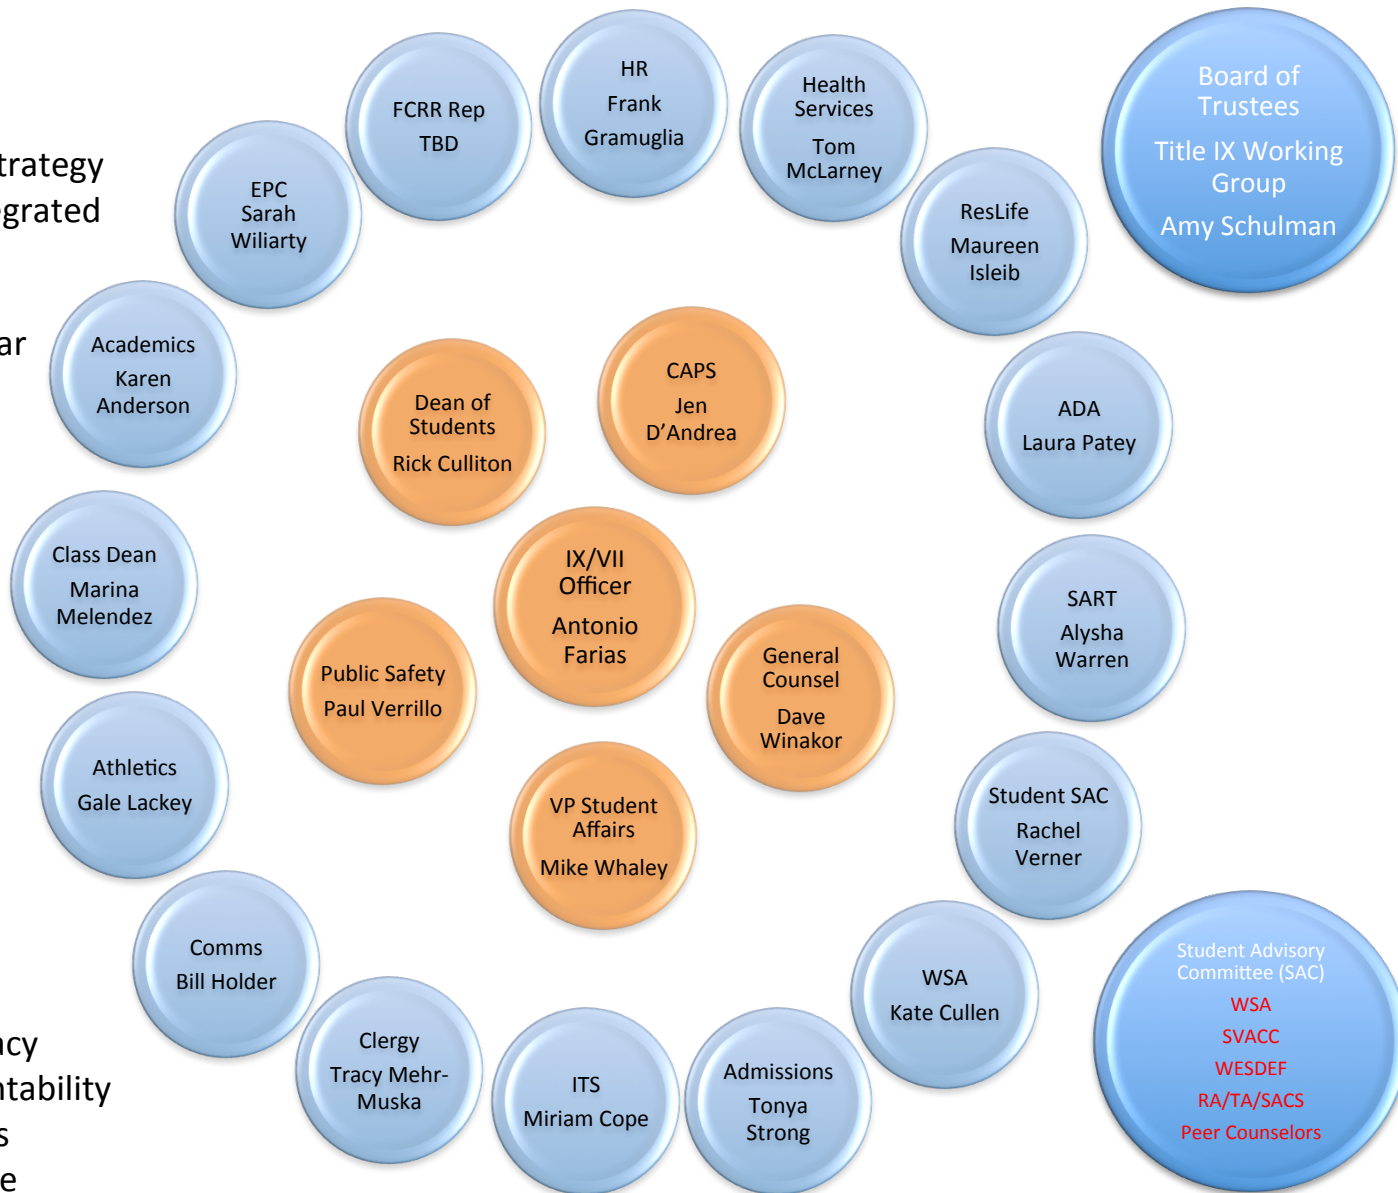 trategy
egrated
ar
acy
ntability
s
e
HR
Frank
Gramuglia
FCRR Rep
TBD
Health
Services
Tom
McLarney
EPC
Sarah
Wiliarty
ResLife
Maureen
Isleib
Board of
Trustees
Title IX Working
Group
Amy Schulman
Academics
Karen
Anderson
ADA
Laura Patey
Class Dean
Marina
Melendez
SART
Alysha
Warren
Athletics
Gale Lackey
Student SAC
Rachel
Verner
Comms
Bill Holder
WSA
Kate Cullen
Clergy
Tracy Mehr-
Muska
ITS
Miriam Cope
Admissions
Tonya
Strong
Dean of
Students
Rick Culliton
CAPS
Jen
D’Andrea
IX/VII
Officer
Antonio
Farias
Public Safety
Paul Verrillo
General
Counsel
Dave
Winakor
VP Student
Affairs
Mike Whaley
Student Advisory
Committee (SAC)
WSA
SVACC
WESDEF
RA/TA/SACS
Peer Counselors